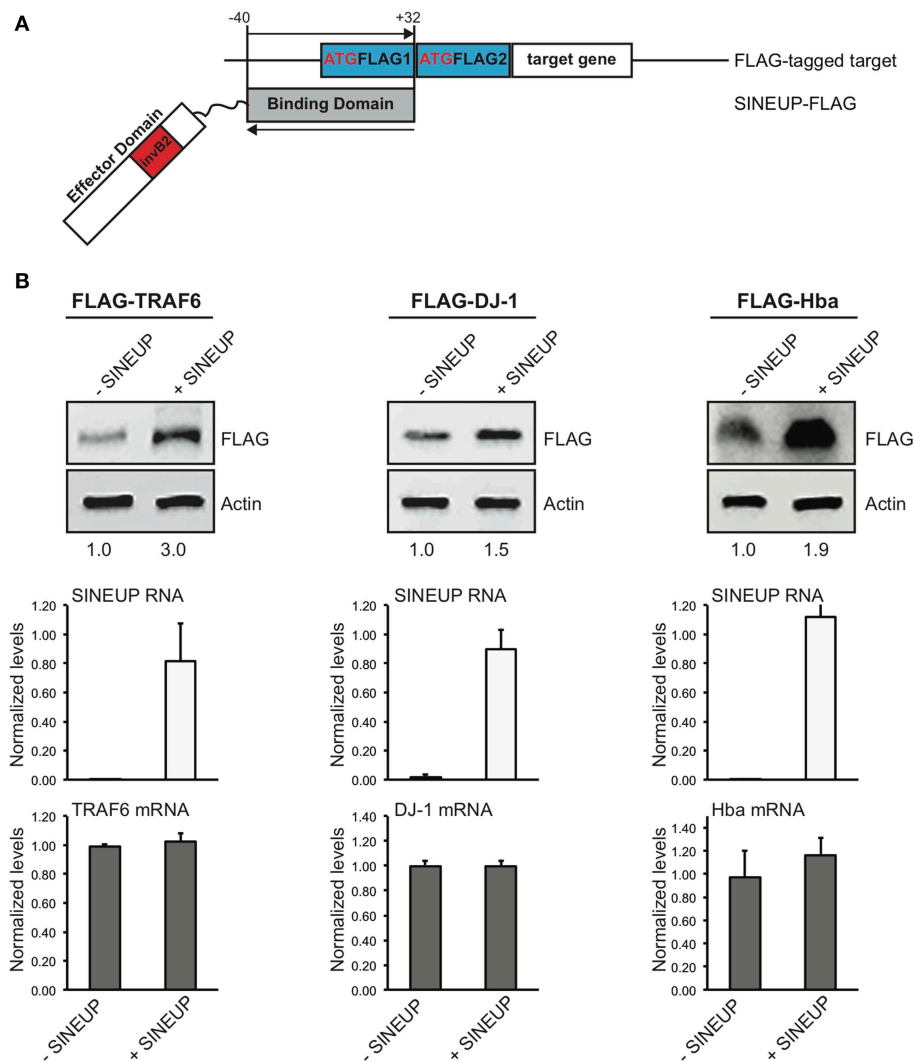 A
-40 +32
ATGFLAG1 ATGFLAG2 target gene FLAG-tagged target
Binding Domain SINEUP-FLAG
Effector Domain
invB2
B
FLAG-TRAF6 FLAG-DJ-1 FLAG-Hba
- SINEUP + SINEUP - SINEUP + SINEUP - SINEUP + SINEUP
FLAG FLAG FLAG
Actin Actin Actin
1.0 3.0 1.0 1.5 1.0 1.9
SINEUP RNA
Normalized levels
1.20
1.00
0.80
0.60
0.40
0.20
0.00
SINEUP RNA
Normalized levels
1.20
1.00
0.80
0.60
0.40
0.20
0.00
SINEUP RNA
Normalized levels
1.20
1.00
0.80
0.60
0.40
0.20
0.00
TRAF6 mRNA
Normalized levels
1.20
1.00
0.80
0.60
0.40
0.20
0.00
- SINEUP + SINEUP
DJ-1 mRNA
Normalized levels
1.40
1.20
1.00
0.80
0.60
0.40
0.20
0.00
- SINEUP + SINEUP
Hba mRNA
Normalized levels
1.40
1.20
1.00
0.80
0.60
0.40
0.20
0.00
- SINEUP + SINEUP